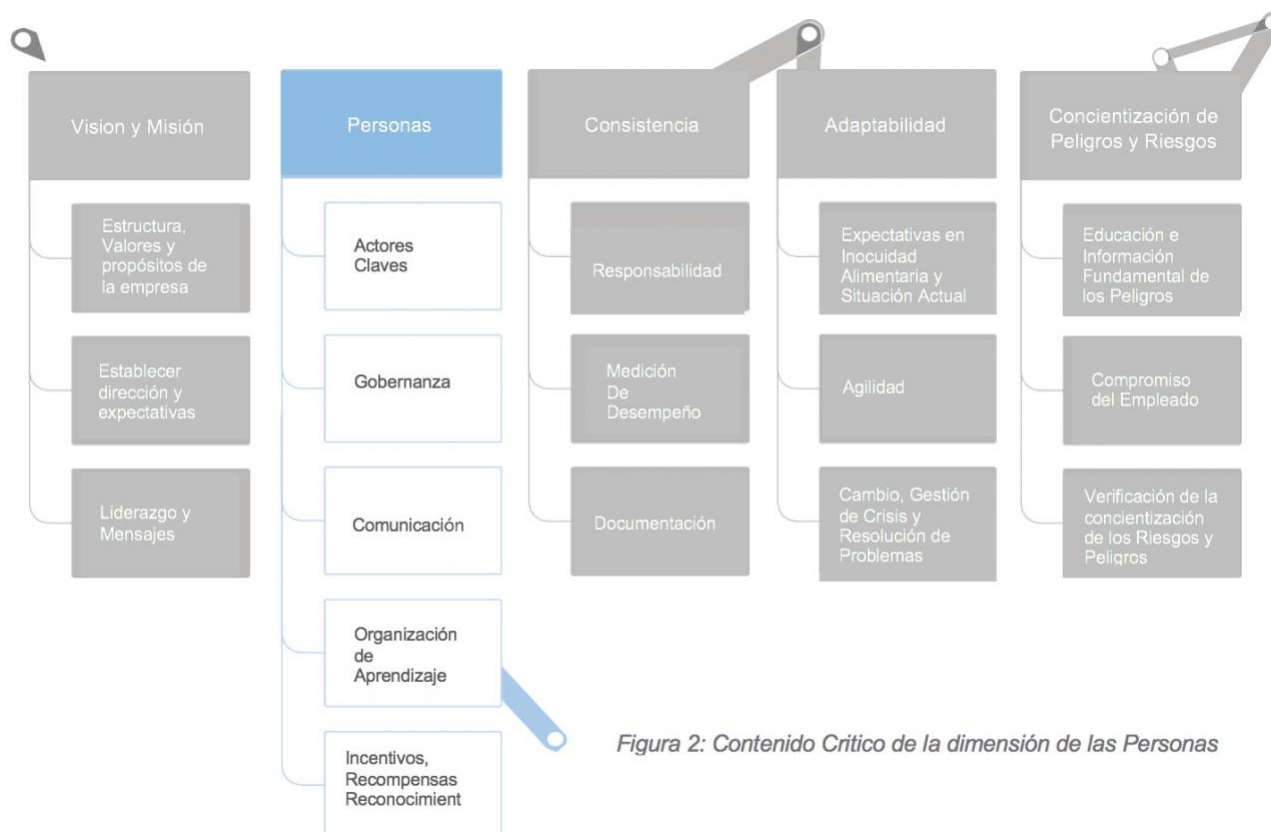 Vision y Misión
Personas
Consistencia
Adaptabilidad
Concientización de
Peligros y Riesgos
Estructura,
Valores y
propósitos de
la empresa
Establecer
dirección y
expectativas
Liderazgo y
Mensajes
Actores
Claves
Gobernanza
Comunicación
Organización
de
Aprendizaje
Incentivos,
Recompensas
Reconocimient
Responsabilidad
Medición
De
Desempeño
Documentación
Expectativas en
Inocuidad
Alimentaria y
Situación Actual
Agilidad
Cambio, Gestión
de Crisis y
Resolución de
Problemas
Educación e
Información
Fundamental de
los Peligros
Compromiso
del Empleado
Verificación de la
concientización
de los Riesgos y
Peligros
Figura 2: Contenido Critico de la dimensión de las Personas